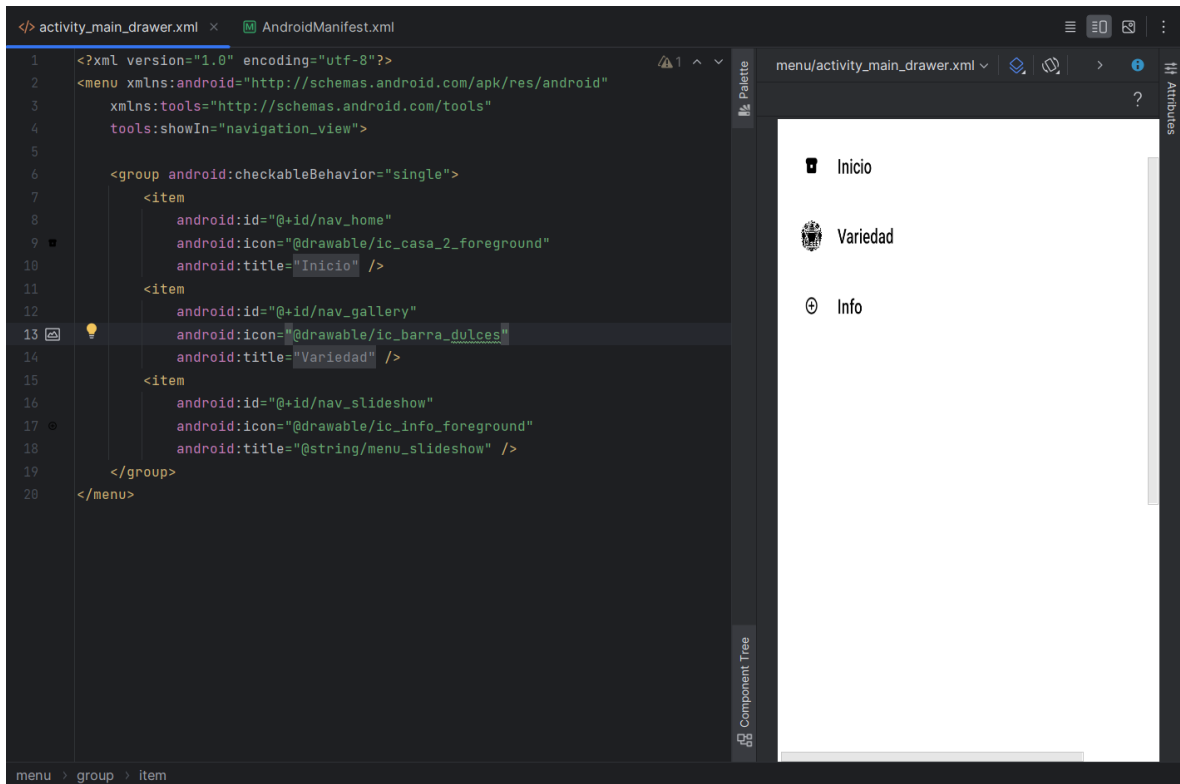 activity_main_drawer.xml
AndroidManifest.xml
1 <?xml version="1.0" encoding="utf-8"?>
2 <menu xmlns:android="http://schemas.android.com/apk/res/android"
3 xmlns:tools="http://schemas.android.com/tools"
4 tools:showIn="navigation_view">
5
6 <group android:checkableBehavior="single">
7 <item
8 android:id="@+id/nav_home"
9 android:icon="@drawable/ic_casa_2_foreground"
10 android:title="Inicio" />
11 <item
12 android:id="@+id/nav_gallery"
13 android:icon="@drawable/ic_barra_dulces"
14 android:title="Variedad" />
15 <item
16 android:id="@+id/nav_slideshow"
17 android:icon="@drawable/ic_info_foreground"
18 android:title="@string/menu_slideshow" />
19 </group>
20 </menu>
1
Palette
Component Tree
menu/activity_main_drawer.xml
?
Attributes
Inicio
Variedad
Info
menu > group > item